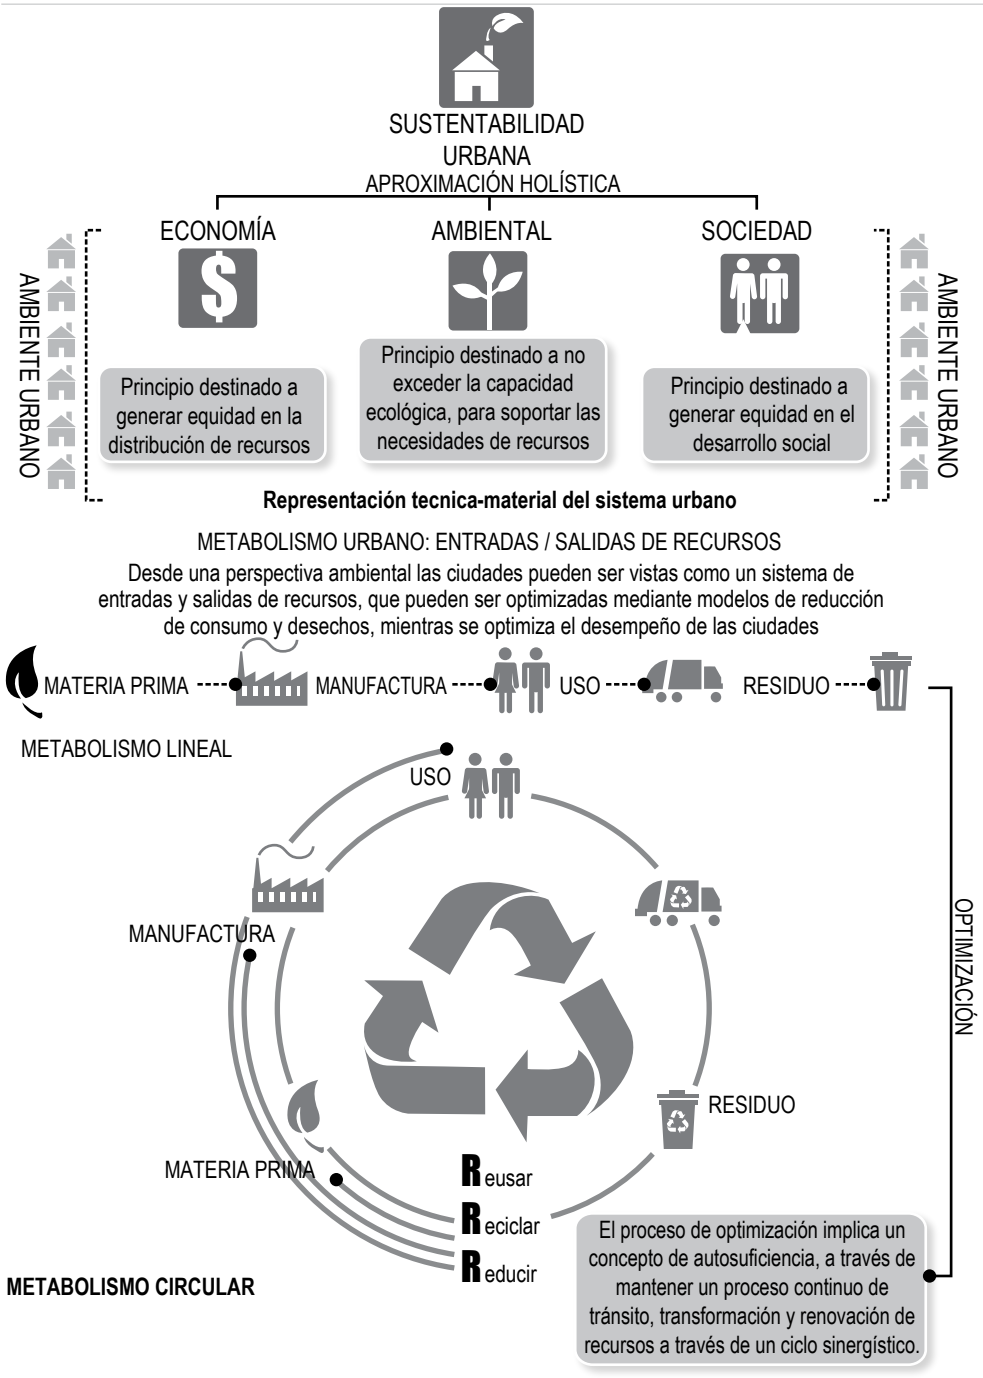 SUSTENTABILIDAD
URBANA
APROXIMACIÓN HOLÍSTICA
ECONOMÍA
AMBIENTAL
SOCIEDAD
AMBIENTE URBANO
$
Principio destinado a
generar equidad en la
distribución de recursos
Principio destinado a no
exceder la capacidad
ecológica, para soportar las
necesidades de recursos
Principio destinado a
generar equidad en el
desarrollo social
AMBIENTE URBANO
Representación tecnica-material del sistema urbano
METABOLISMO URBANO: ENTRADAS / SALIDAS DE RECURSOS
Desde una perspectiva ambiental las ciudades pueden ser vistas como un sistema de
entradas y salidas de recursos, que pueden ser optimizadas mediante modelos de reducción
de consumo y desechos, mientras se optimiza el desempeño de las ciudades
MATERIA PRIMA
MANUFACTURA
USO
RESIDUO
METABOLISMO LINEAL
USO
MANUFACTURA
OPTIMIZACIÓN
RESIDUO
MATERIA PRIMA
Reusar
Reciclar
Reducir
METABOLISMO CIRCULAR
El proceso de optimización implica un
concepto de autosuficiencia, a través de
mantener un proceso continuo de
tránsito, transformación y renovación de
recursos a través de un ciclo sinergístico.